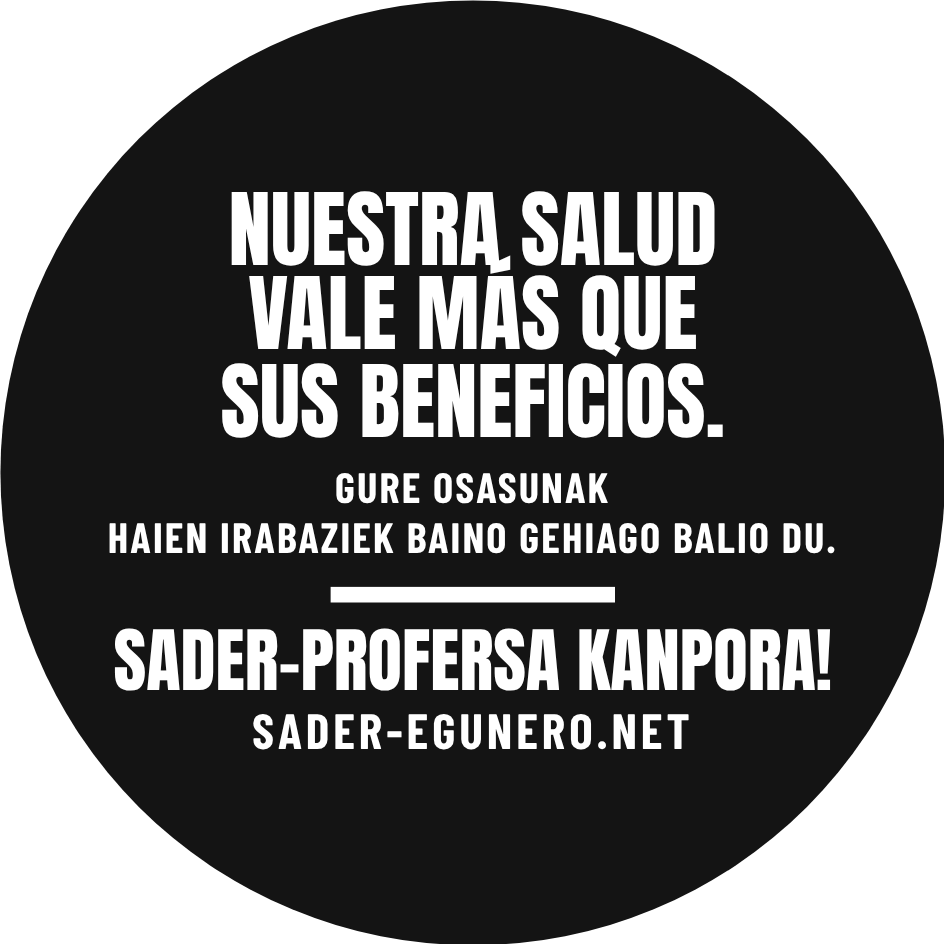 NUESTRA SALUD
VALE MÁS QUE
SUS BENEFICIOS.
GURE OSASUNAK
HAIEN IRABAZIEK BAINO GEHIAGO BALIO DU.
SADER-PROFERSA KANPORA!
SADER-EGUNERO.NET